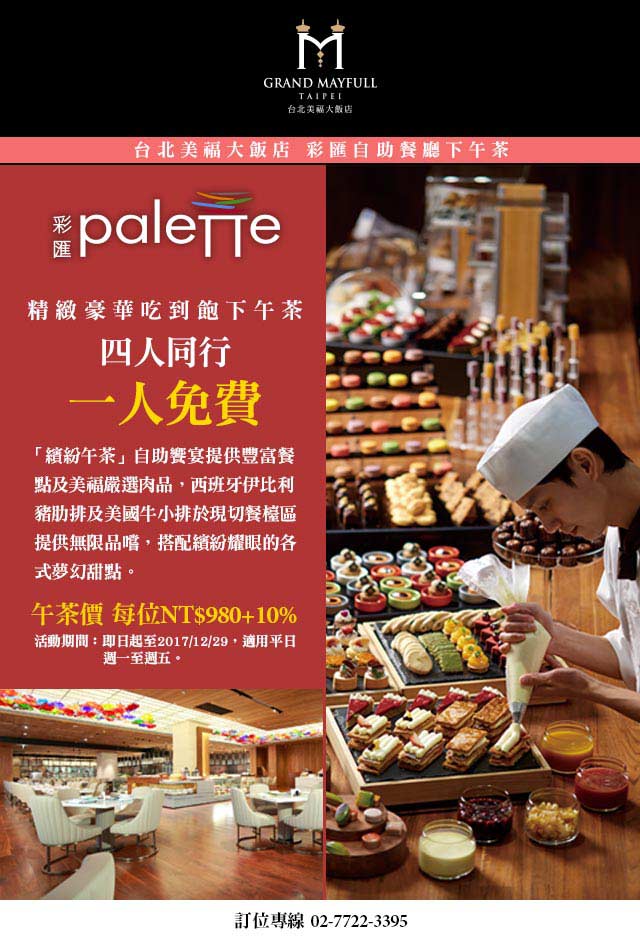 GRAND MAYFULL
TAIPEI
台北美福大飯店
台北美福大飯店 彩匯自助餐廳下午茶
彩匯 palette
精緻豪華吃到飽下午茶
四人同行
一人免費
「繽紛午茶」自助饗宴提供豐富餐
點及美福嚴選肉品，西班牙伊比利
豬肋排及美國牛小排於現切餐檯區
提供無限品嚐，搭配繽紛耀眼的各
式夢幻甜點。
午茶價 每位NT$980+10%
活動期間：即日起至2017/12/29，適用平日
週一至週五。
訂位專線 02-7722-3395